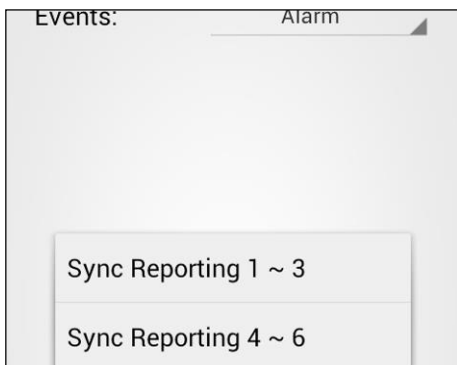 Events: Alarm
Sync Reporting 1 ~ 3
Sync Reporting 4 ~ 6